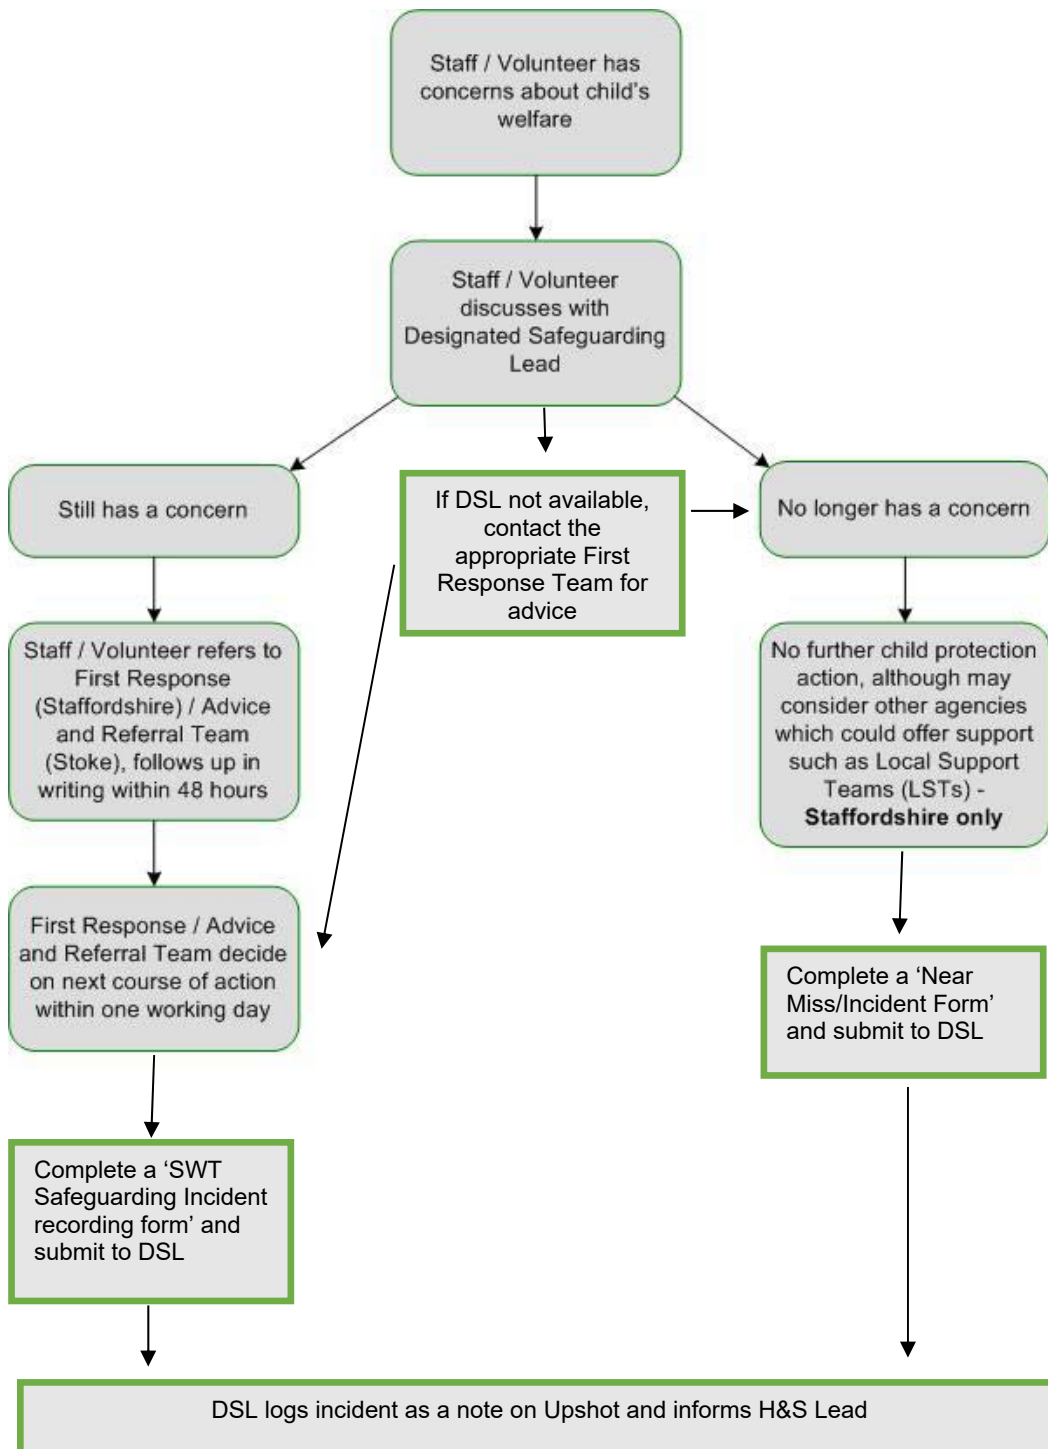 Staff / Volunteer has
concerns about child's
welfare
Staff / Volunteer
discusses with
Designated Safeguarding
Lead
Still has a concern
If DSL not available,
contact the
appropriate First
Response Team for
advice
No longer has a concern
Staff / Volunteer refers to
First Response
(Staffordshire) / Advice
and Referral Team
(Stoke), follows up in
writing within 48 hours
No further child protection
action, although may
consider other agencies
which could offer support
such as Local Support
Teams (LSTs) -
Staffordshire only
First Response / Advice
and Referral Team decide
on next course of action
within one working day
Complete a ‘Near
Miss/Incident Form’
and submit to DSL
Complete a ‘SWT
Safeguarding Incident
recording form’ and
submit to DSL
DSL logs incident as a note on Upshot and informs H&S Lead